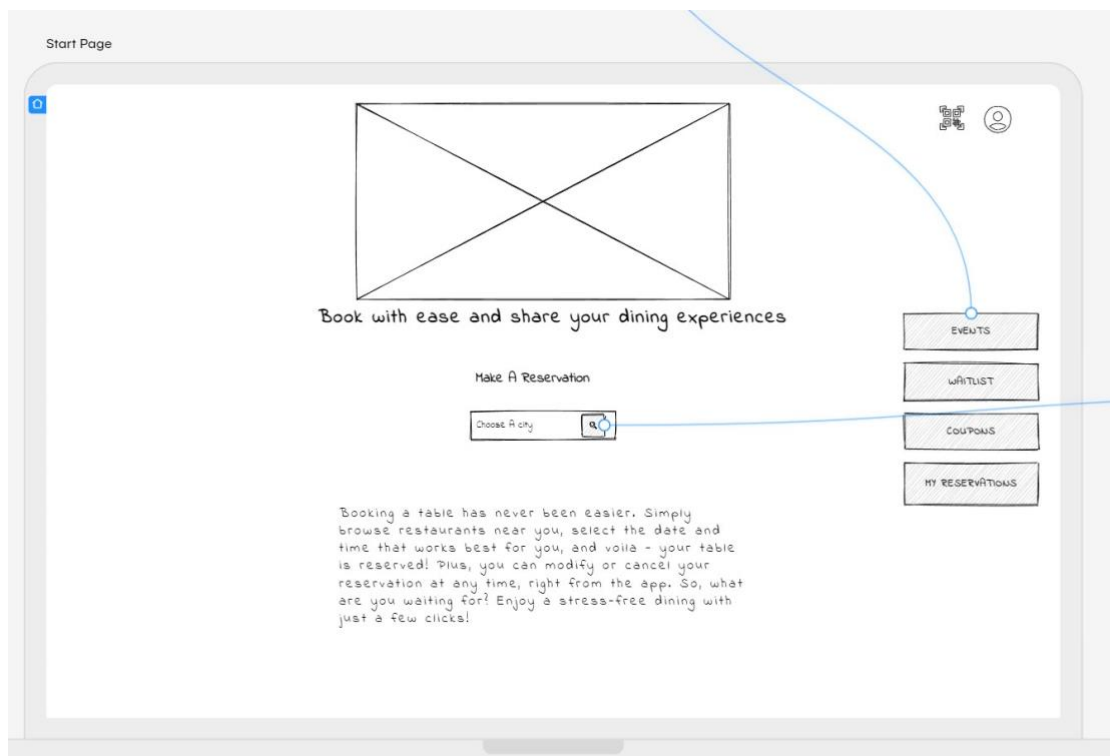 Start Page
Book with ease and share your dining experiences
EVENTS
Make A Reservation
WAITLIST
Choose A city
COUPONS
MY RESERVATIONS
Booking a table has never been easier. Simply
browse restaurants near you, select the date and
time that works best for you, and voila - your table
is reserved! Plus, you can modify or cancel your
reservation at any time, right from the app. So, what
are you waiting for? Enjoy a stress-free dining with
just a few clicks!